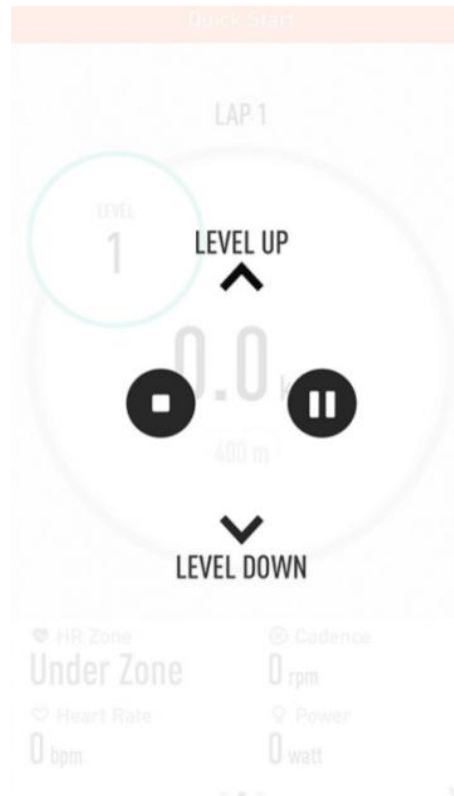 Quick Start
LAP 1
LEVEL
1
LEVEL UP
0.0 k
400 m
LEVEL DOWN
HR Zone
Under Zone
Cadence
0 rpm
Heart Rate
0 bpm
Power
0 watt